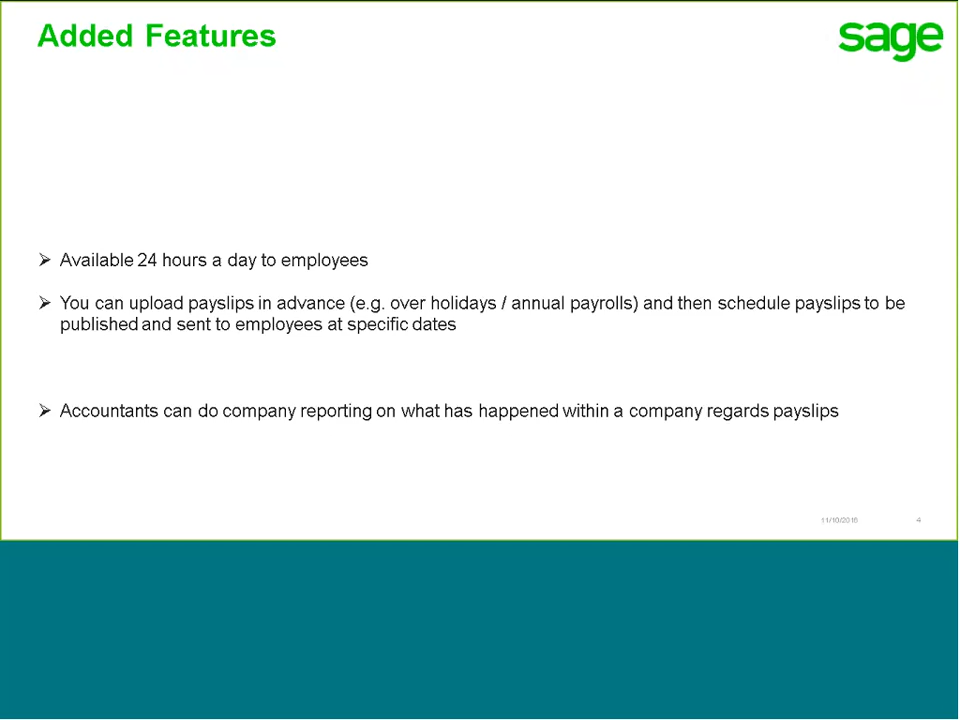 Added Features
sage
➢ Available 24 hours a day to employees
➢ You can upload payslips in advance (e.g. over holidays / annual payrolls) and then schedule payslips to be
published and sent to employees at specific dates
➢ Accountants can do company reporting on what has happened within a company regards payslips
11/10/2016 4